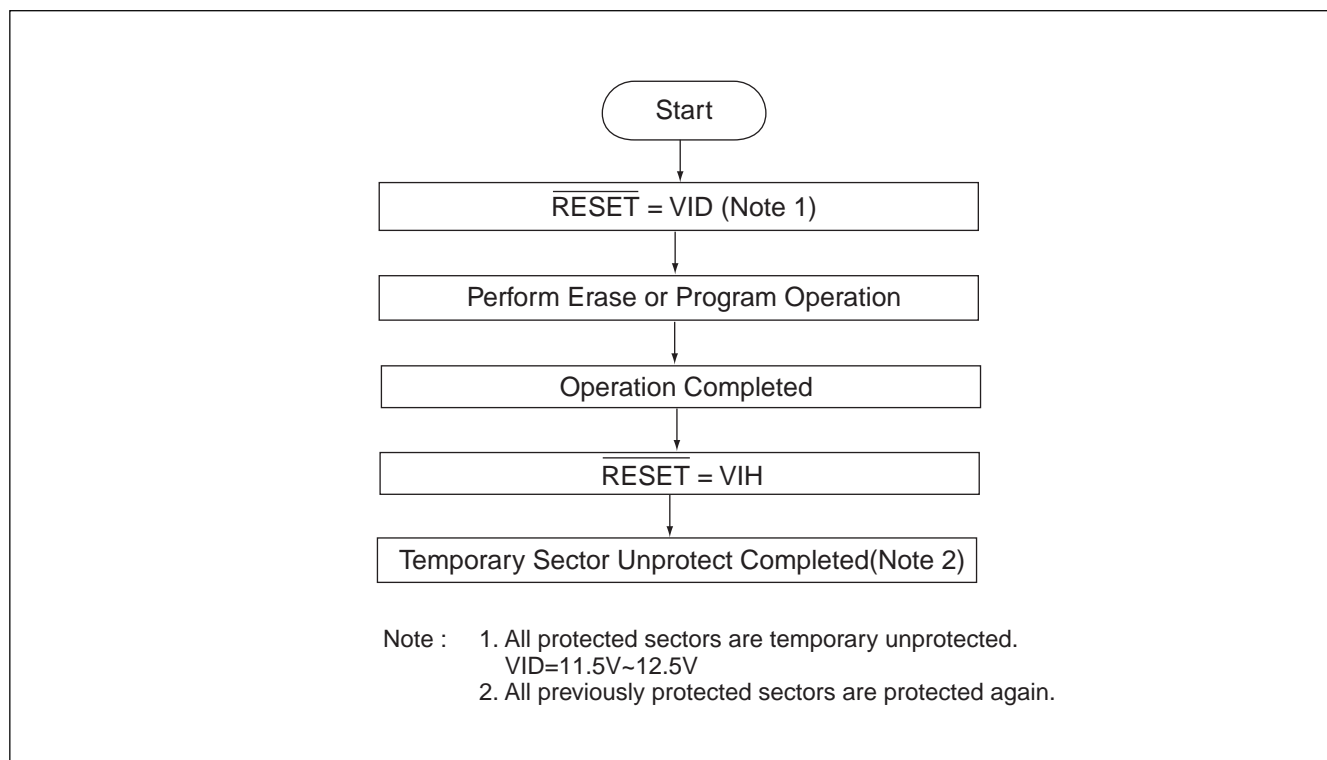 Start
RESET = VID (Note 1)
Perform Erase or Program Operation
Operation Completed
RESET = VIH
Temporary Sector Unprotect Completed(Note 2)
Note : 1. All protected sectors are temporary unprotected.
VID=11.5V~12.5V
2. All previously protected sectors are protected again.